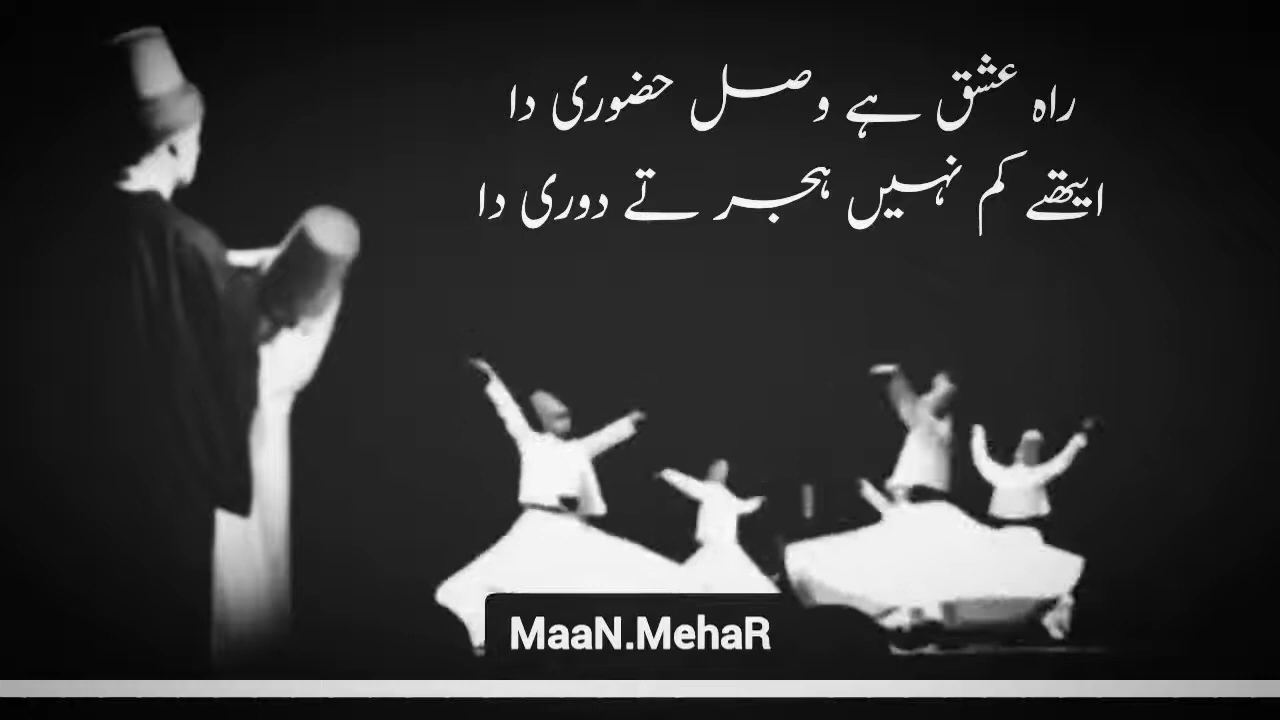 راہ عشق ہے وصل حضوری دا
ایتھے کم نہیں ہجر تے دوری دا
MaaN.MehaR